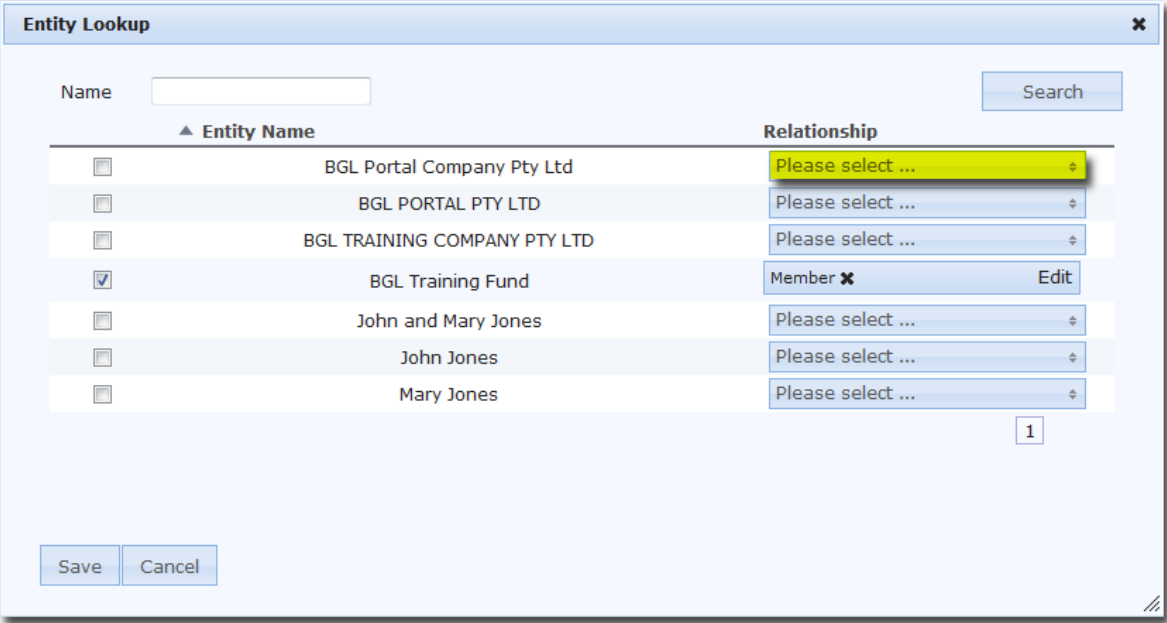 Entity Lookup
Name Search
Entity Name Relationship
BGL Portal Company Pty Ltd Please select ...
BGL PORTAL PTY LTD Please select ...
BGL TRAINING COMPANY PTY LTD Please select ...
BGL Training Fund Member Edit
John and Mary Jones Please select ...
John Jones Please select ...
Mary Jones Please select ...
1
Save Cancel